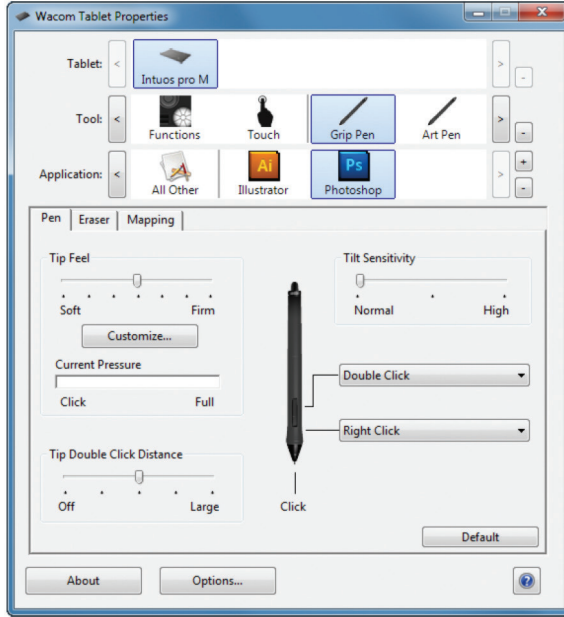 Wacom Tablet Properties
Tablet:
Intuos pro M
Tool:
Functions
Touch
Grip Pen
Art Pen
Application:
All Other
Ai
Illustrator
Ps
Photoshop
Pen
Eraser
Mapping
Tip Feel
Soft Firm
Customize...
Current Pressure
Click Full
Tip Double Click Distance
Off Large
Click
Tilt Sensitivity
Normal High
Double Click
Right Click
Default
About
Options...